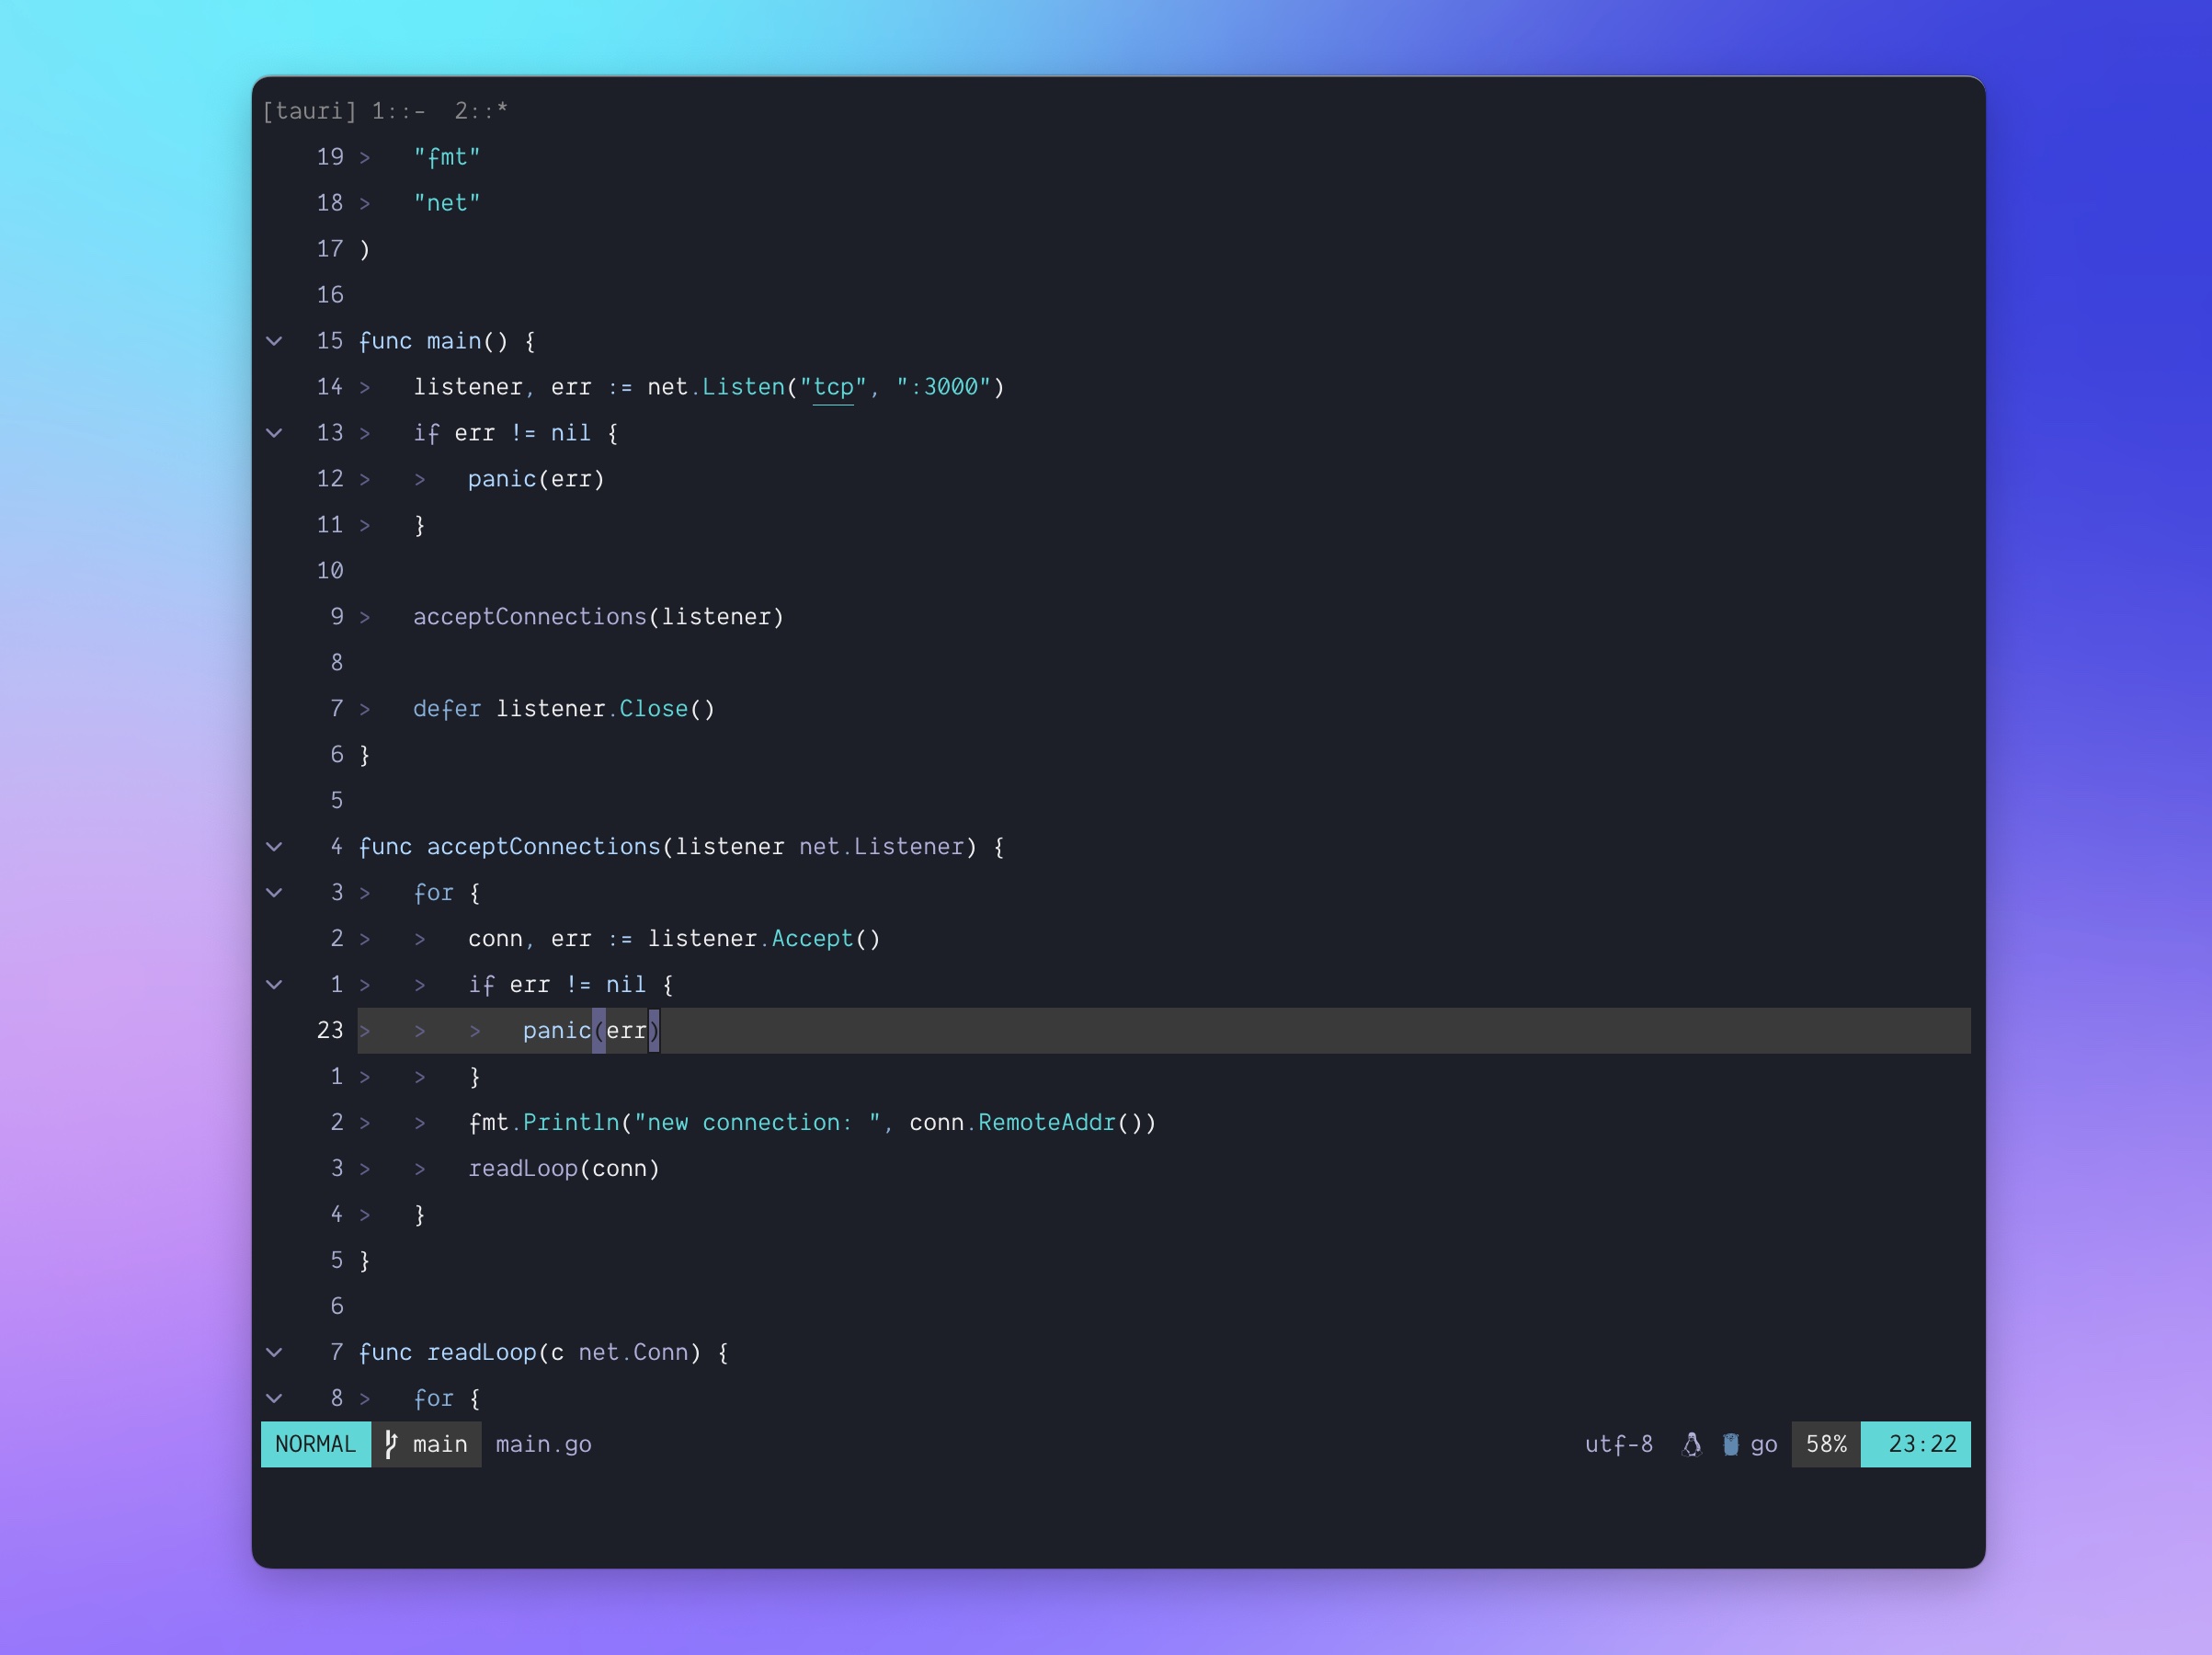 [tauri] 1::- 2::*
19 > "fmt"
18 > "net"
17 )
16
15 func main() {
14 > listener, err := net.Listen("tcp", ":3000")
13 > if err != nil {
12 > > panic(err)
11 > }
10
9 > acceptConnections(listener)
8
7 > defer listener.Close()
6 }
5
4 func acceptConnections(listener net.Listener) {
3 > for {
2 > > conn, err := listener.Accept()
1 > > if err != nil {
23 > > > panic(err)
1 > > }
2 > > fmt.Println("new connection: ", conn.RemoteAddr())
3 > > readLoop(conn)
4 > }
5 }
6
7 func readLoop(c net.Conn) {
8 > for {
NORMAL main main.go utf-8 go 58% 23:22